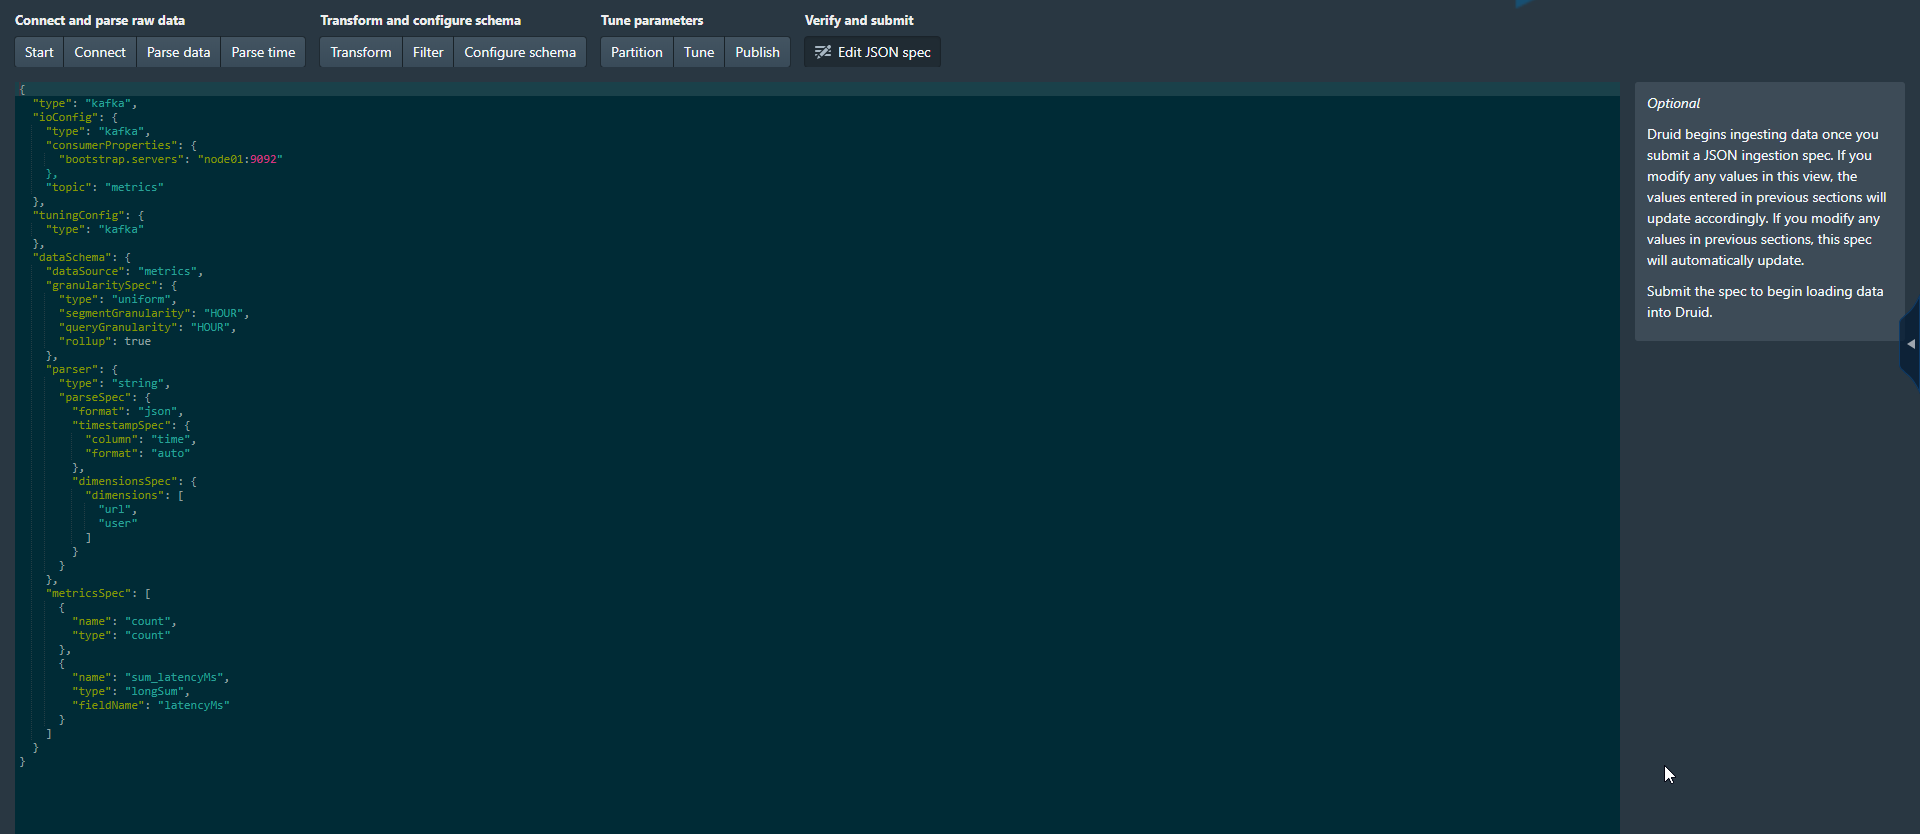 Connect and parse raw data
Start Connect Parse data Parse time
Transform and configure schema
Transform Filter Configure schema
Tune parameters
Partition Tune Publish
Verify and submit
Edit JSON spec
{
  "type": "kafka",
  "ioConfig": {
    "type": "kafka",
    "consumerProperties": {
      "bootstrap.servers": "node01:9092"
    },
    "topic": "metrics"
  },
  "tuningConfig": {
    "type": "kafka"
  },
  "dataSchema": {
    "dataSource": "metrics",
    "granularitySpec": {
      "type": "uniform",
      "segmentGranularity": "HOUR",
      "queryGranularity": "HOUR",
      "rollup": true
    },
    "parser": {
      "type": "string",
      "parseSpec": {
        "format": "json",
        "timestampSpec": {
          "column": "time",
          "format": "auto"
        },
        "dimensionsSpec": {
          "dimensions": [
            "url",
            "user"
          ]
        }
      }
    },
    "metricsSpec": [
      {
        "name": "count",
        "type": "count"
      },
      {
        "name": "sum_latencyMs",
        "type": "longSum",
        "fieldName": "latencyMs"
      }
    ]
  }
}
Optional
Druid begins ingesting data once you
submit a JSON ingestion spec. If you
modify any values in this view, the
values entered in previous sections will
update accordingly. If you modify any
values in previous sections, this spec
will automatically update.
Submit the spec to begin loading data
into Druid.